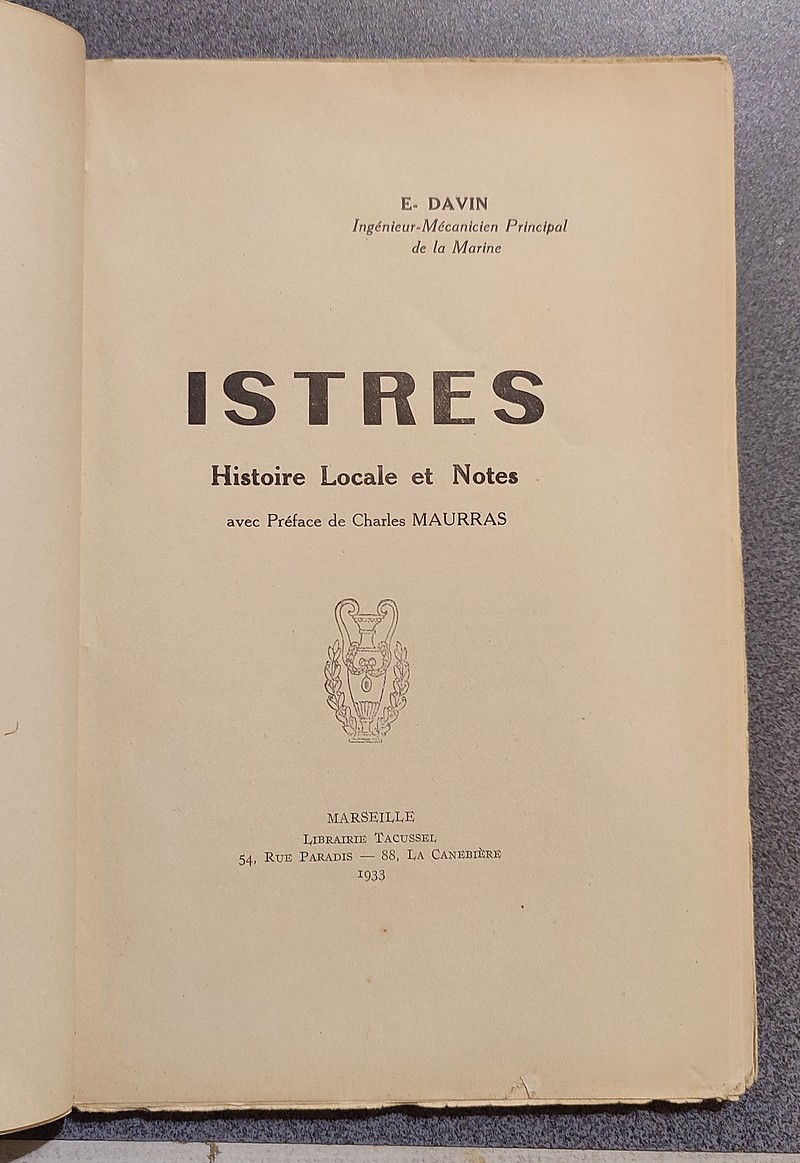 E. DAVIN
Ingénieur-Mécanicien Principal
de la Marine
ISTRES
Histoire Locale et Notes
avec Préface de Charles MAURRAS
MARSEILLE
LIBRAIRIE TACUSSEL
54, RUE PARADIS — 88, LA CANEBIÈRE
1933